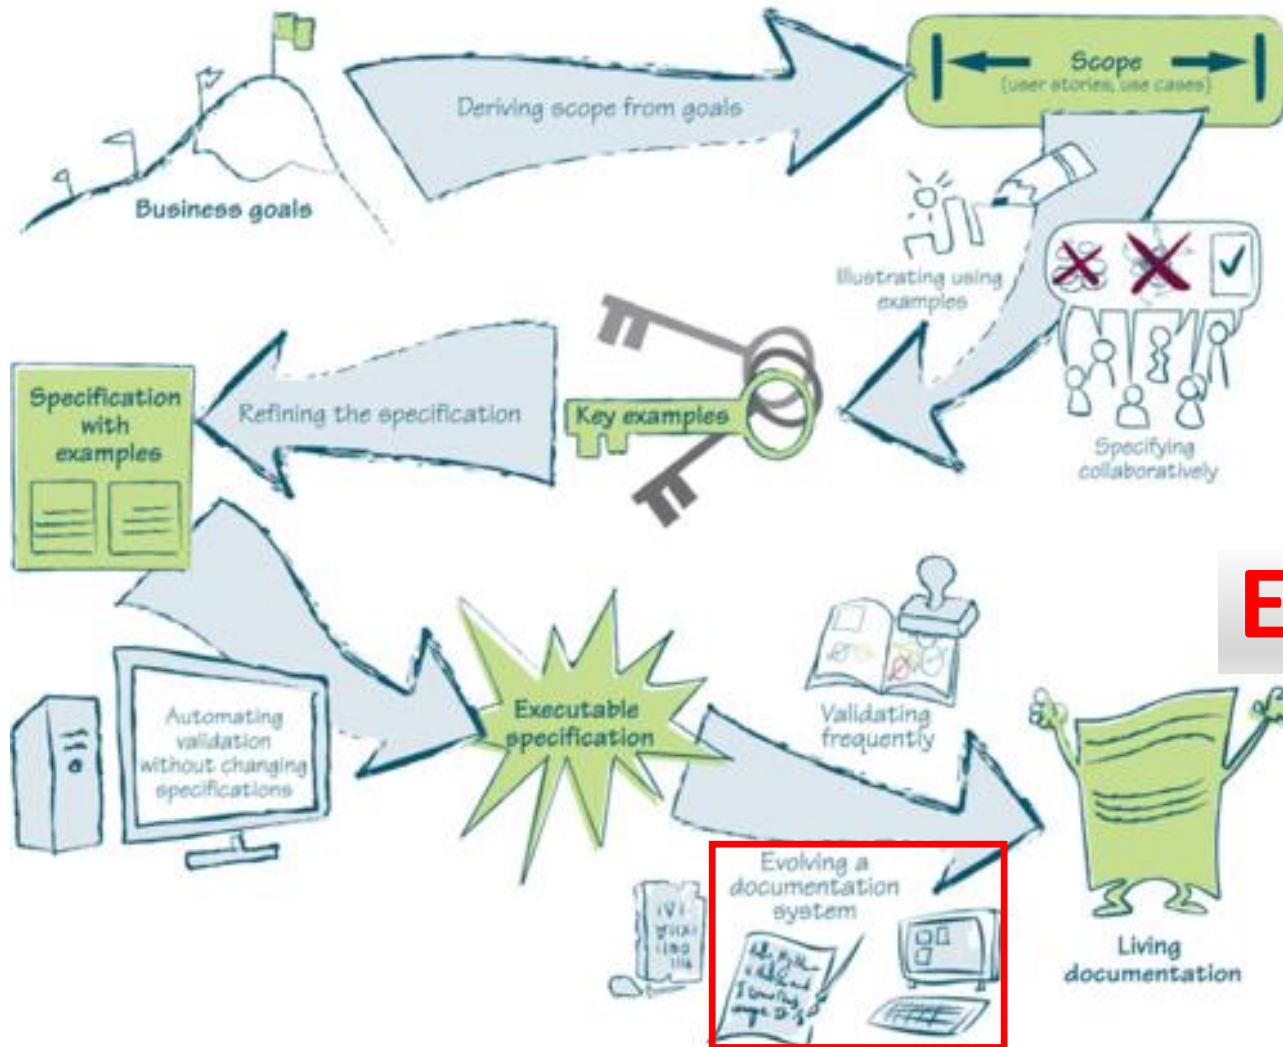 Deriving scope from goals
Scope
(user stories, use cases)
Business goals
Illustrating using
examples
Specifying
collaboratively
Specification
with
examples
Refining the specification
Key examples
Automating
validation
without changing
specifications
Executable
specification
Validating
frequently
E
Evolving a
documentation
system
Living
documentation